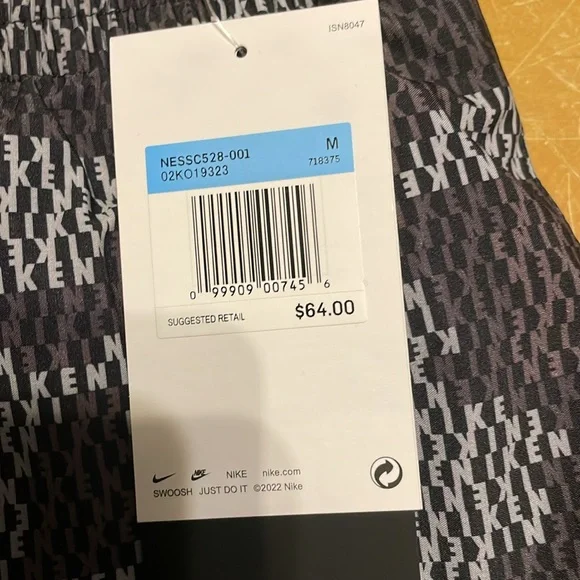 ISN8047
NESSC528-001 M
02KO19323 718375
0 99909 00745 6
SUGGESTED RETAIL $64.00
NIKE nike.com
SWOOSH JUST DO IT ©2022 Nike